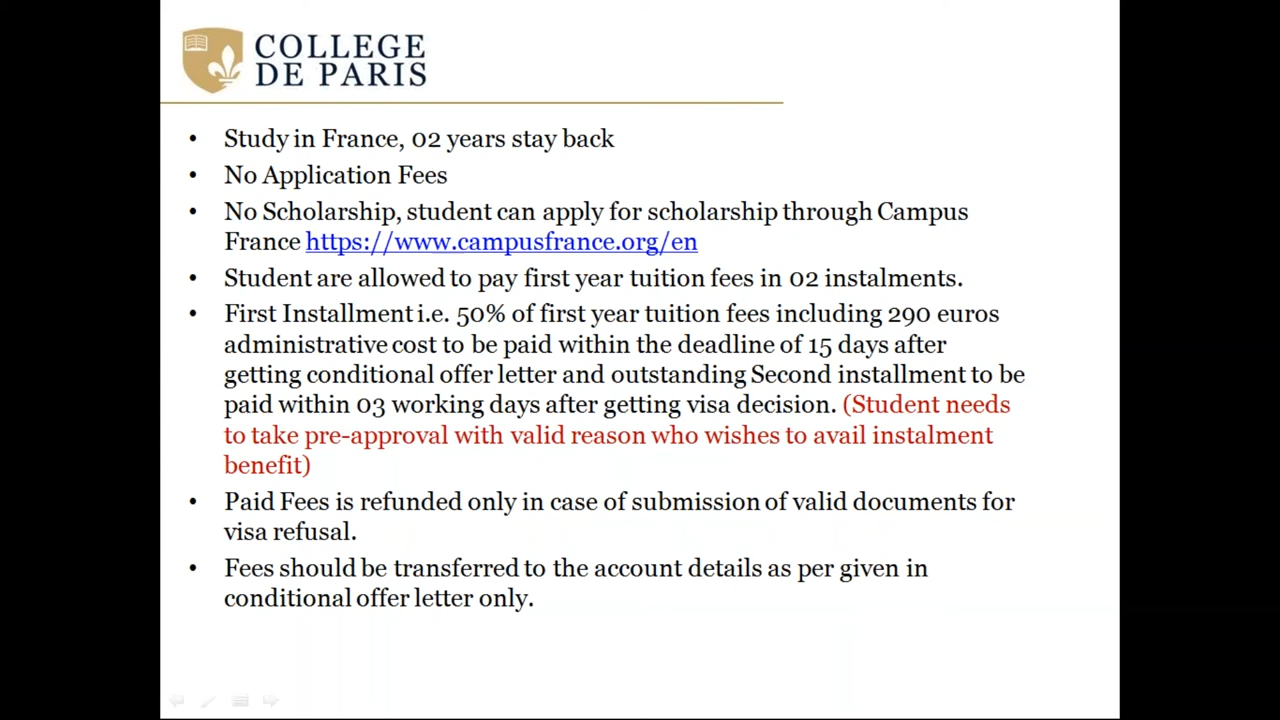 COLLEGE
DE PARIS
• Study in France, 02 years stay back
• No Application Fees
• No Scholarship, student can apply for scholarship through Campus
France https://www.campusfrance.org/en
• Student are allowed to pay first year tuition fees in 02 instalments.
• First Installment i.e. 50% of first year tuition fees including 290 euros
administrative cost to be paid within the deadline of 15 days after
getting conditional offer letter and outstanding Second installment to be
paid within 03 working days after getting visa decision. (Student needs
to take pre-approval with valid reason who wishes to avail instalment
benefit)
• Paid Fees is refunded only in case of submission of valid documents for
visa refusal.
• Fees should be transferred to the account details as per given in
conditional offer letter only.